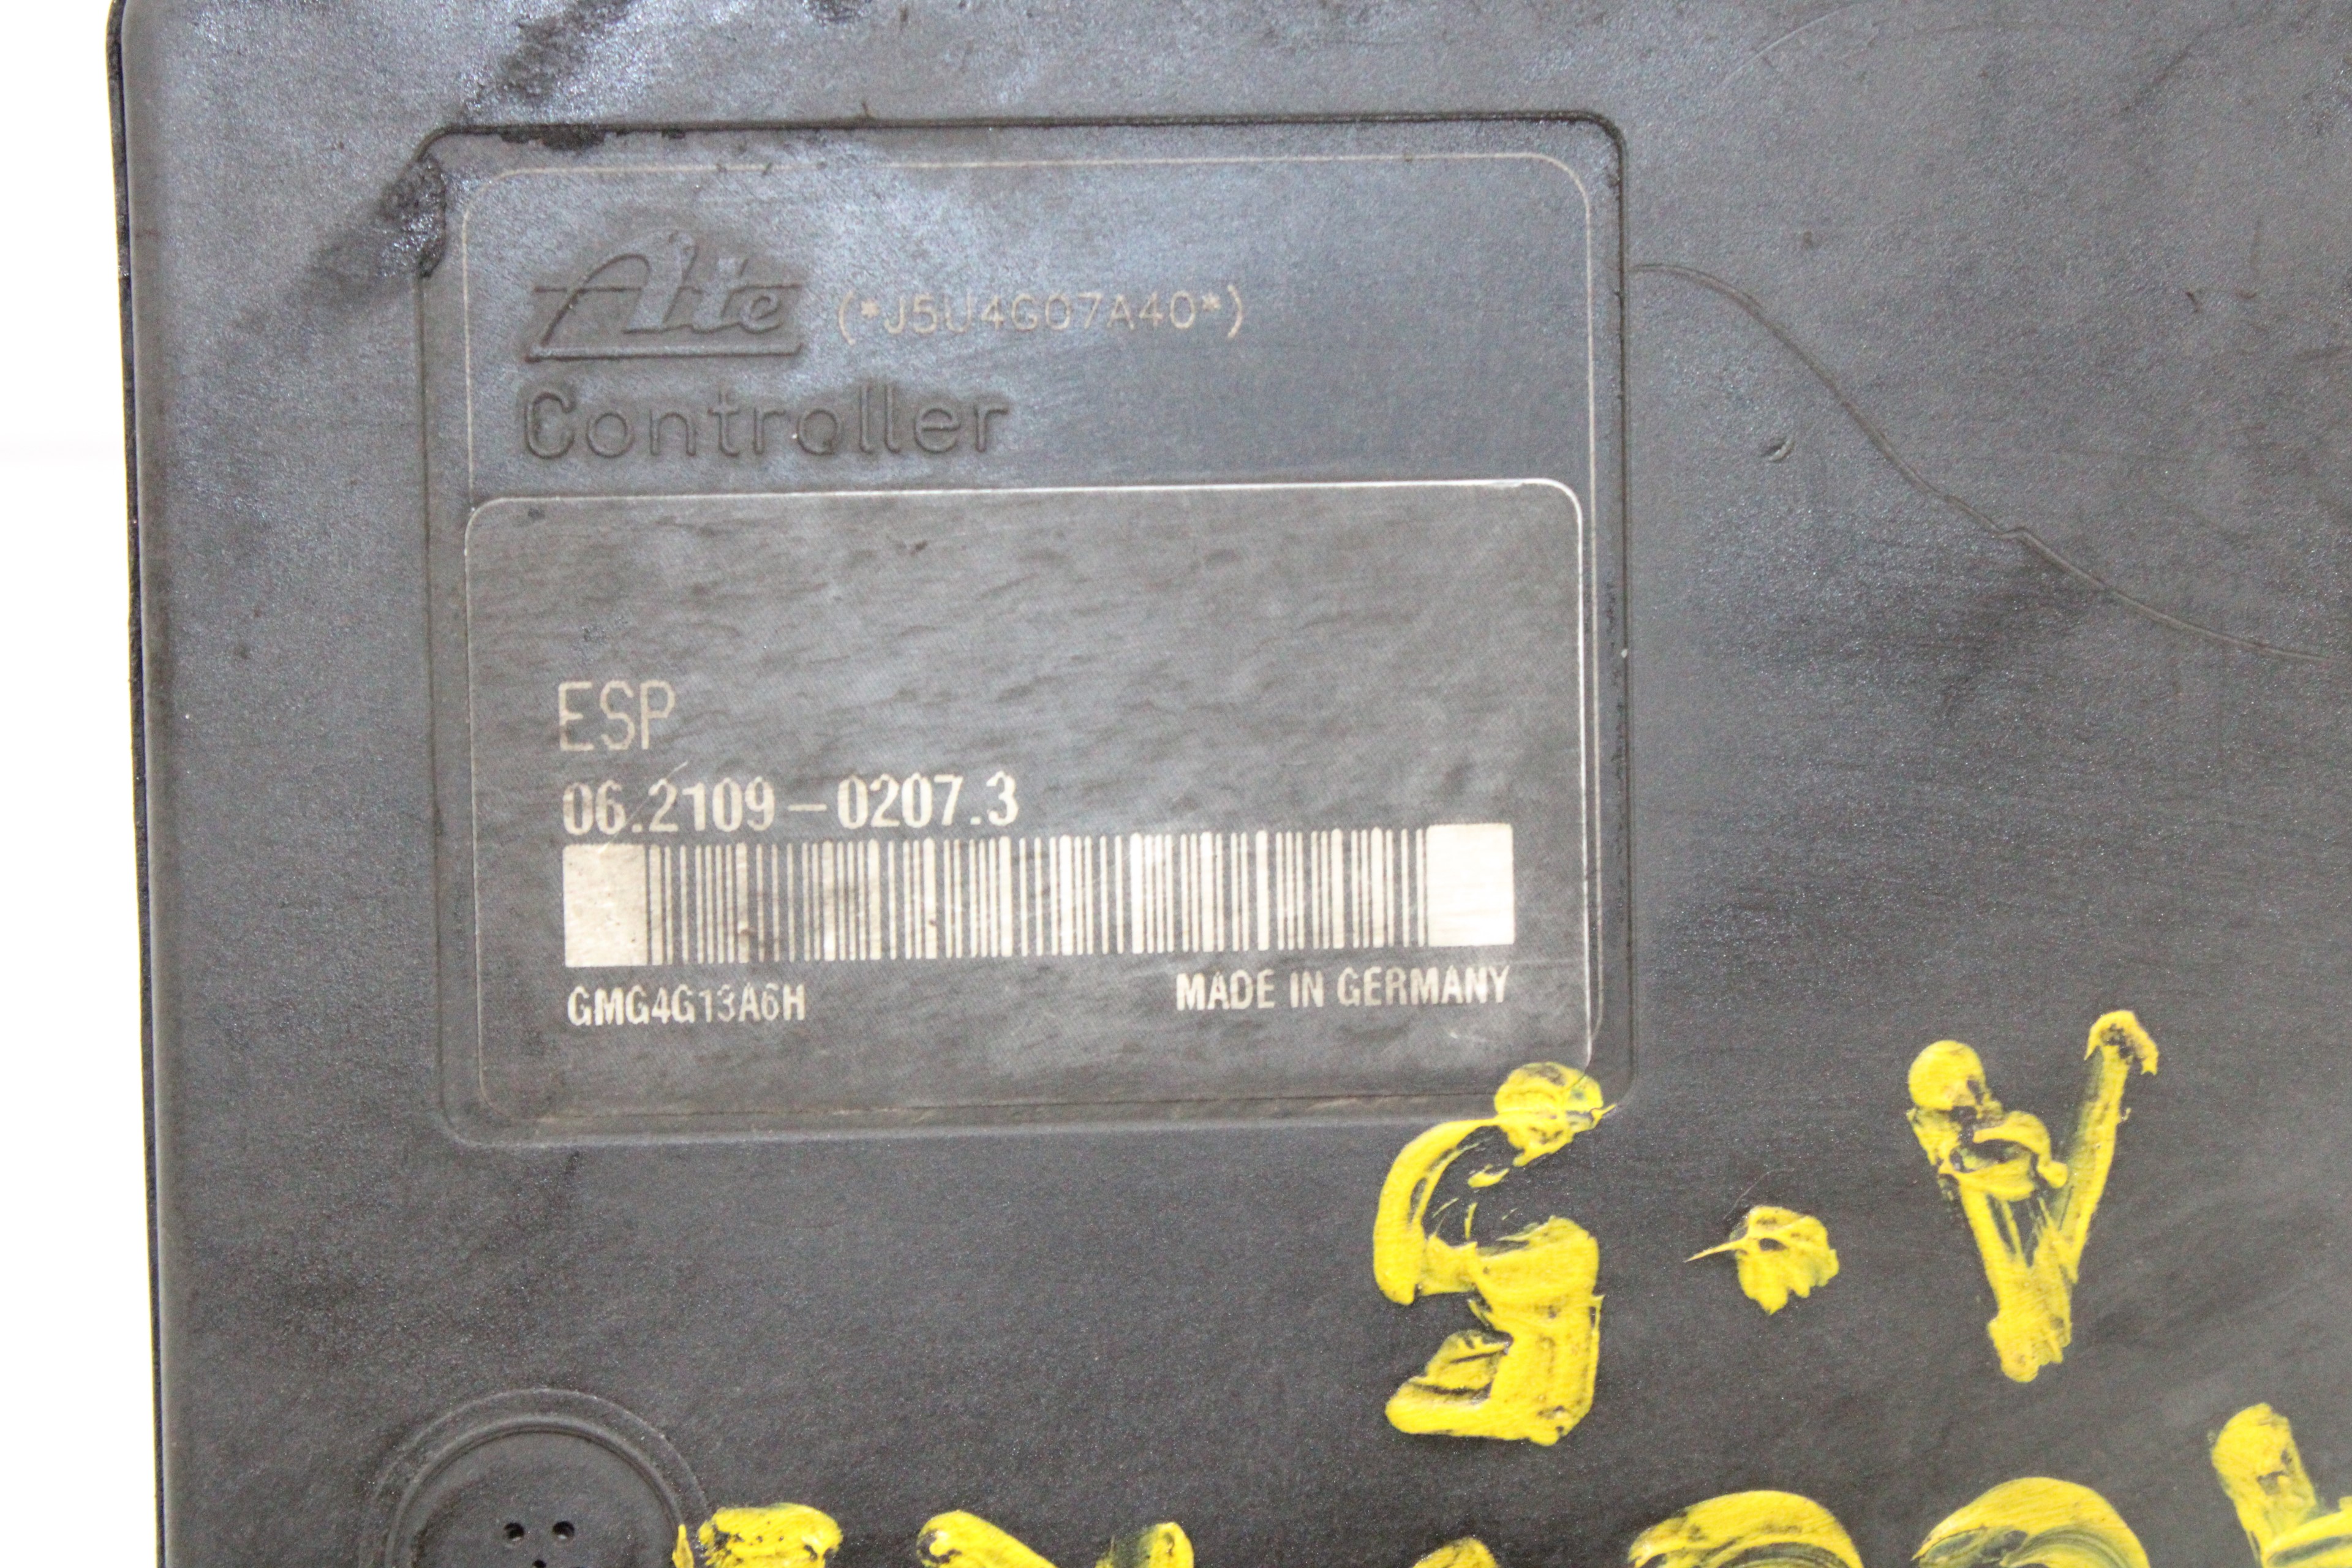 Ate (*J5U4G07A40*)
Controller
ESP
06.2109-0207.3
GMG4G13A6H MADE IN GERMANY
S.V